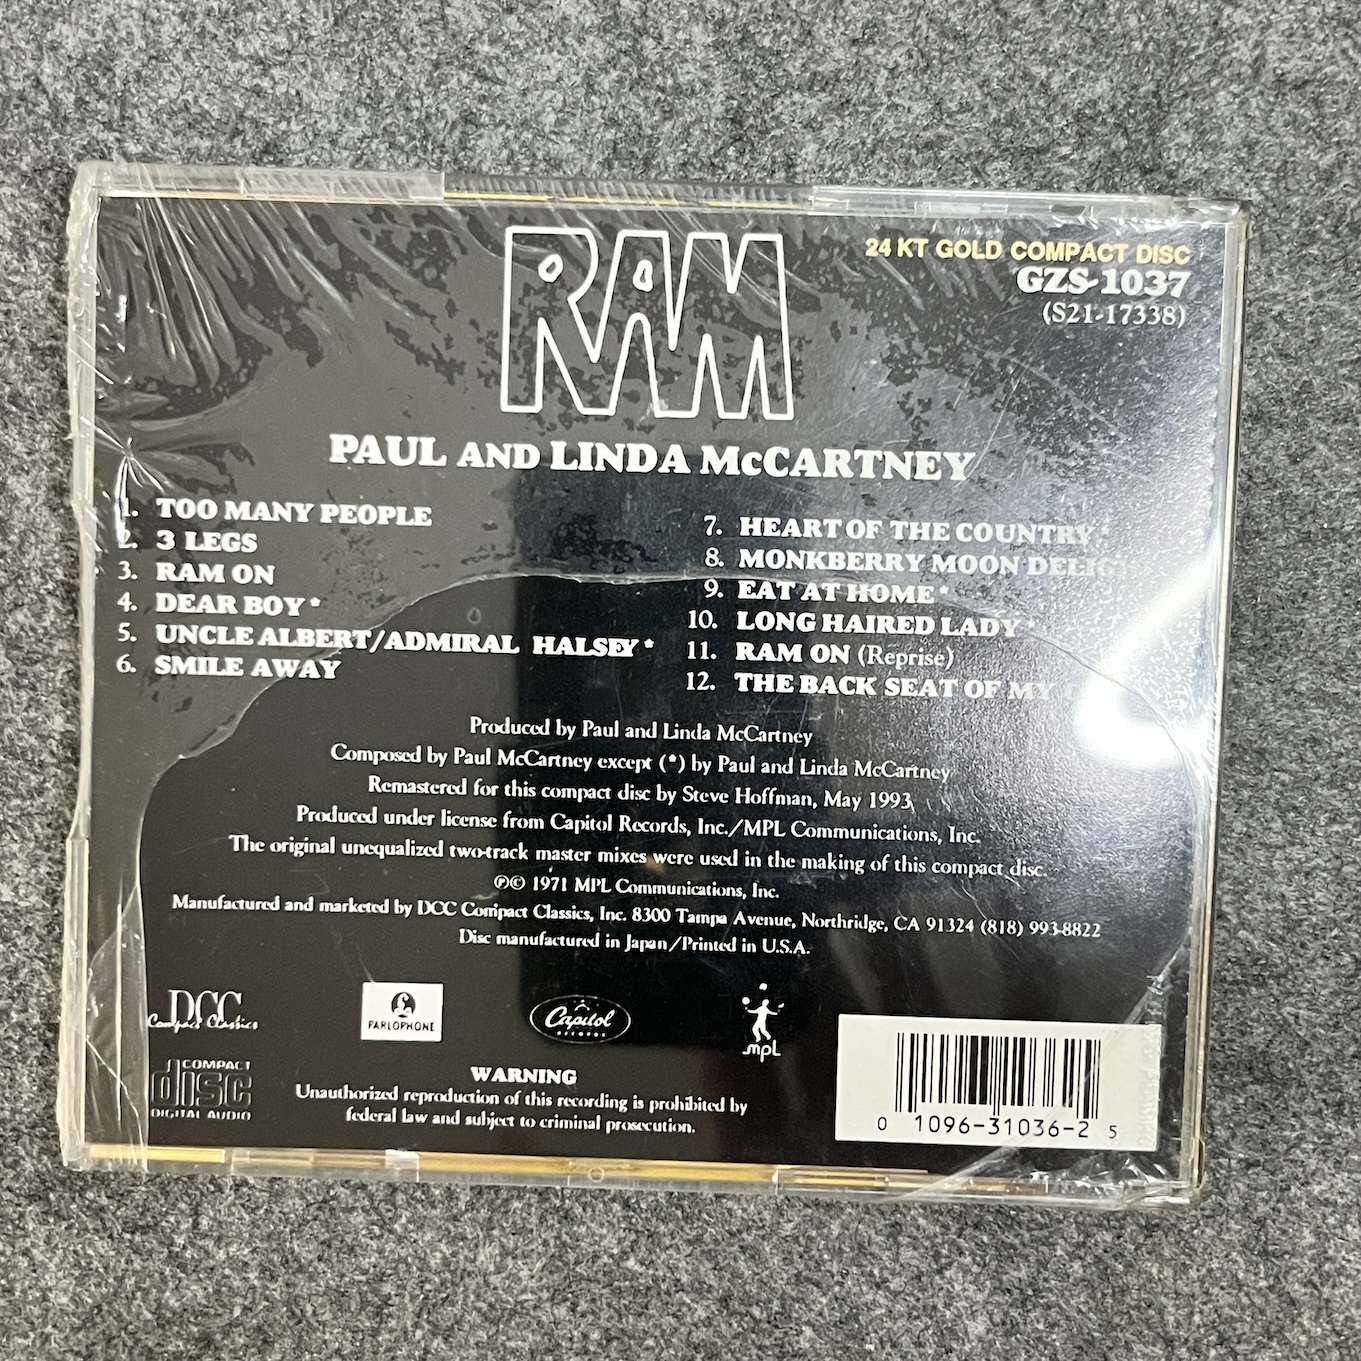 RAM
24 KT GOLD COMPACT DISC
GZS-1037
(S21-17338)
PAUL AND LINDA McCARTNEY
1. TOO MANY PEOPLE
2. 3 LEGS
3. RAM ON
4. DEAR BOY*
5. UNCLE ALBERT/ADMIRAL HALSEY*
6. SMILE AWAY
7. HEART OF THE COUNTRY*
8. MONKBERRY MOON
9. EAT AT HOME*
10. LONG HAIRED LADY*
11. RAM ON (Reprise)
12. THE BACK SEAT OF MY
Produced by Paul and Linda McCartney
Composed by Paul McCartney except (*) by Paul and Linda McCartney
Remastered for this compact disc by Steve Hoffman, May 1993
Produced under license from Capitol Records, Inc./MPL Communications, Inc.
The original unequalized two-track master mixes were used in the making of this compact disc.
℗© 1971 MPL Communications, Inc.
Manufactured and marketed by DCC Compact Classics, Inc. 8300 Tampa Avenue, Northridge, CA 91324 (818) 993-8822
Disc manufactured in Japan/Printed in U.S.A.
DCC
Compact Classics
PARLOPHONE
Capitol
RECORDS
mpL
COMPACT
disc
DIGITAL AUDIO
WARNING
Unauthorized reproduction of this recording is prohibited by
federal law and subject to criminal prosecution.
0 1096-31036-2 5